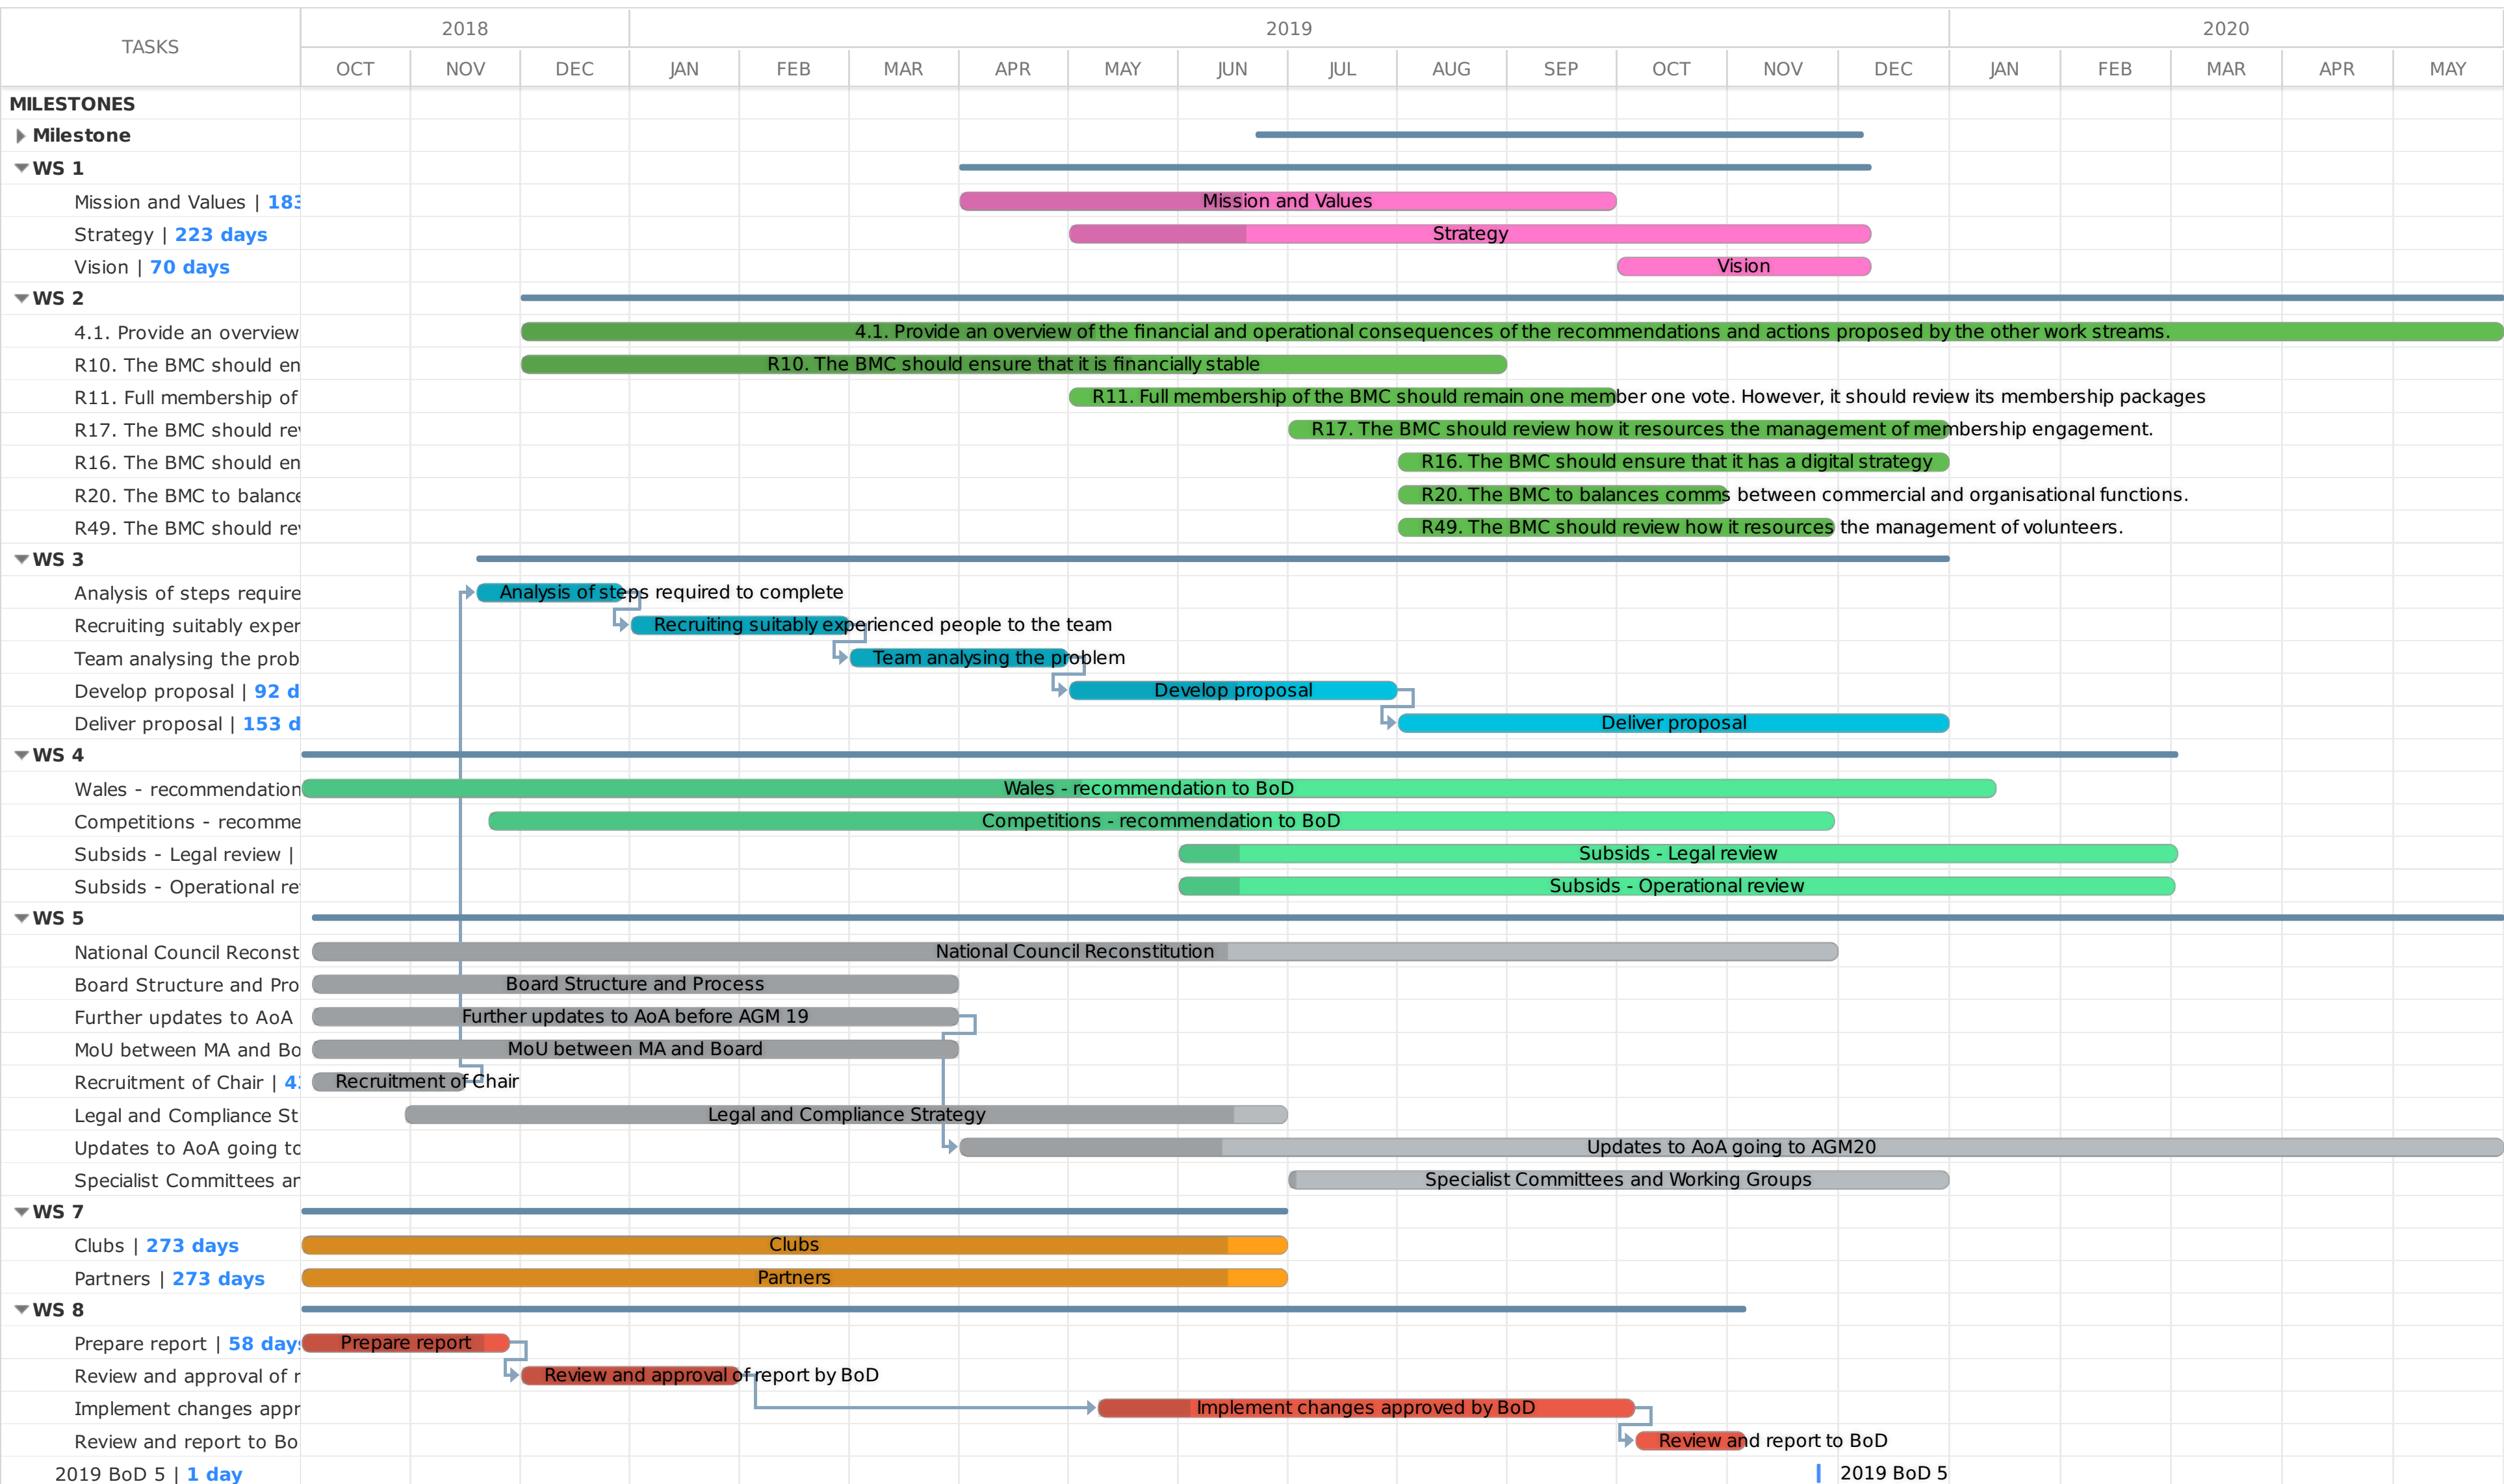 TASKS 2018 2019 2020
OCT NOV DEC JAN FEB MAR APR MAY JUN JUL AUG SEP OCT NOV DEC JAN FEB MAR APR MAY
MILESTONES
Milestone
WS 1
Mission and Values | 183 Mission and Values
Strategy | 223 days Strategy
Vision | 70 days Vision
WS 2
4.1. Provide an overview 4.1. Provide an overview of the financial and operational consequences of the recommendations and actions proposed by the other work streams.
R10. The BMC should en R10. The BMC should ensure that it is financially stable
R11. Full membership of R11. Full membership of the BMC should remain one member one vote. However, it should review its membership packages
R17. The BMC should rev R17. The BMC should review how it resources the management of membership engagement.
R16. The BMC should en R16. The BMC should ensure that it has a digital strategy
R20. The BMC to balance R20. The BMC to balances comms between commercial and organisational functions.
R49. The BMC should rev R49. The BMC should review how it resources the management of volunteers.
WS 3
Analysis of steps require Analysis of steps required to complete
Recruiting suitably exper Recruiting suitably experienced people to the team
Team analysing the prob Team analysing the problem
Develop proposal | 92 d Develop proposal
Deliver proposal | 153 d Deliver proposal
WS 4
Wales - recommendation Wales - recommendation to BoD
Competitions - recomme Competitions - recommendation to BoD
Subsids - Legal review | Subsids - Legal review
Subsids - Operational re Subsids - Operational review
WS 5
National Council Reconst National Council Reconstitution
Board Structure and Pro Board Structure and Process
Further updates to AoA Further updates to AoA before AGM 19
MoU between MA and Bo MoU between MA and Board
Recruitment of Chair | 4 Recruitment of Chair
Legal and Compliance St Legal and Compliance Strategy
Updates to AoA going to Updates to AoA going to AGM20
Specialist Committees an Specialist Committees and Working Groups
WS 7
Clubs | 273 days Clubs
Partners | 273 days Partners
WS 8
Prepare report | 58 days Prepare report
Review and approval of r Review and approval of report by BoD
Implement changes appr Implement changes approved by BoD
Review and report to Bo Review and report to BoD
2019 BoD 5 | 1 day 2019 BoD 5